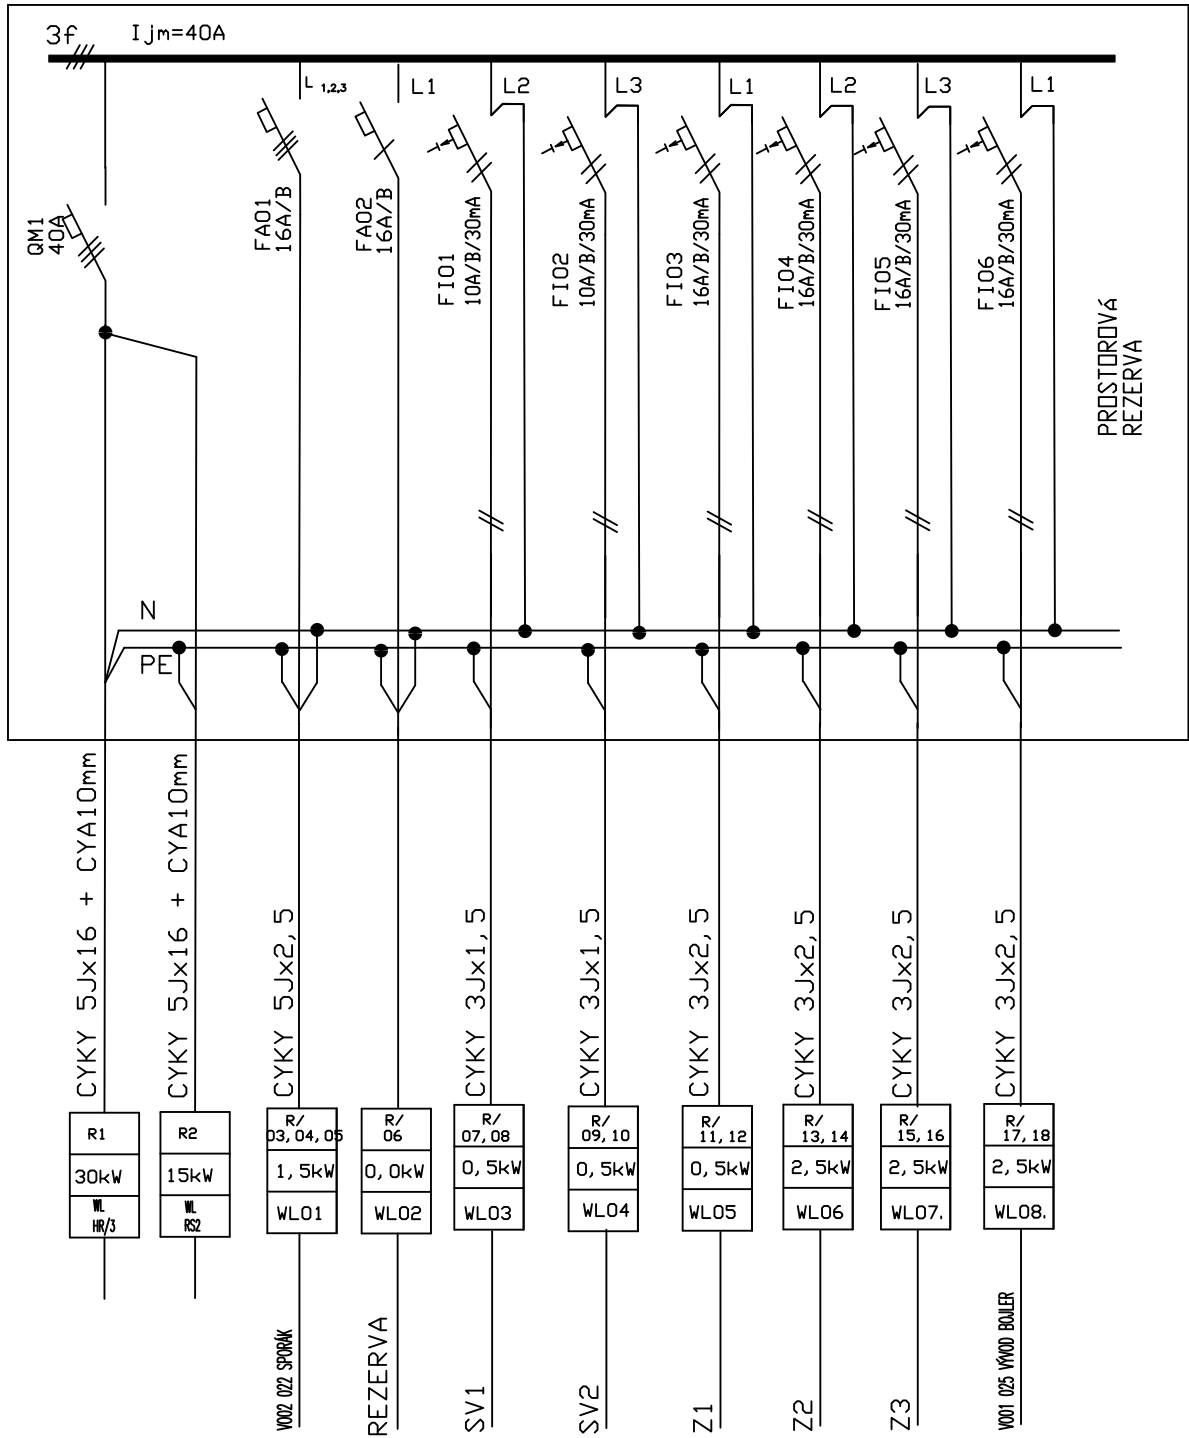 3f
Ijm=40A
L 1,2,3
L1
L2
L3
L1
L2
L3
L1
QM1
40A
FA01
16A/B
FA02
16A/B
FI01
10A/B/30mA
FI02
10A/B/30mA
FI03
16A/B/30mA
FI04
16A/B/30mA
FI05
16A/B/30mA
FI06
16A/B/30mA
PROSTOROVÁ
REZERVA
N
PE
CYKY 5Jx16 + CYA10mm
CYKY 5Jx16 + CYA10mm
CYKY 5Jx2,5
CYKY 3Jx1,5
CYKY 3Jx1,5
CYKY 3Jx2,5
CYKY 3Jx2,5
CYKY 3Jx2,5
CYKY 3Jx2,5
R1
30kW
WL
HR/3
R2
15kW
WL
RS2
R/
03,04,05
1,5kW
WL01
R/
06
0,0kW
WL02
R/
07,08
0,5kW
WL03
R/
09,10
0,5kW
WL04
R/
11,12
0,5kW
WL05
R/
13,14
2,5kW
WL06
R/
15,16
2,5kW
WL07.
R/
17,18
2,5kW
WL08.
V002 022 SPORÁK
REZERVA
SV1
SV2
Z1
Z2
Z3
V001 025 VÝVOD BOJLER